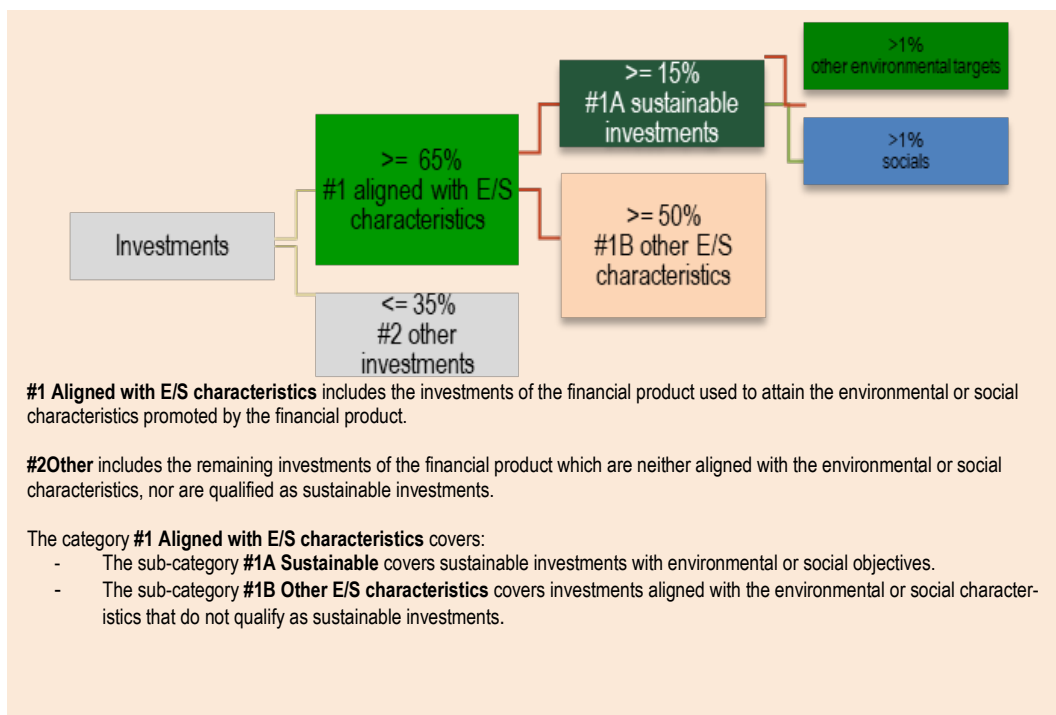 >1%
other environmental targets
>= 15%
#1A sustainable
investments
>1%
socials
>= 65%
#1 aligned with E/S
characteristics
>= 50%
#1B other E/S
characteristics
Investments
<= 35%
#2 other
investments
#1 Aligned with E/S characteristics includes the investments of the financial product used to attain the environmental or social
characteristics promoted by the financial product.
#2Other includes the remaining investments of the financial product which are neither aligned with the environmental or social
characteristics, nor are qualified as sustainable investments.
The category #1 Aligned with E/S characteristics covers:
- The sub-category #1A Sustainable covers sustainable investments with environmental or social objectives.
- The sub-category #1B Other E/S characteristics covers investments aligned with the environmental or social character-
istics that do not qualify as sustainable investments.